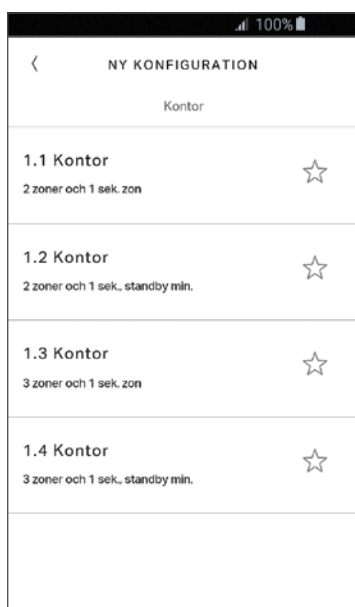 100%
NY KONFIGURATION
Kontor
1.1 Kontor
2 zoner och 1 sek. zon
1.2 Kontor
2 zoner och 1 sek., standby min.
1.3 Kontor
3 zoner och 1 sek. zon
1.4 Kontor
3 zoner och 1 sek., standby min.